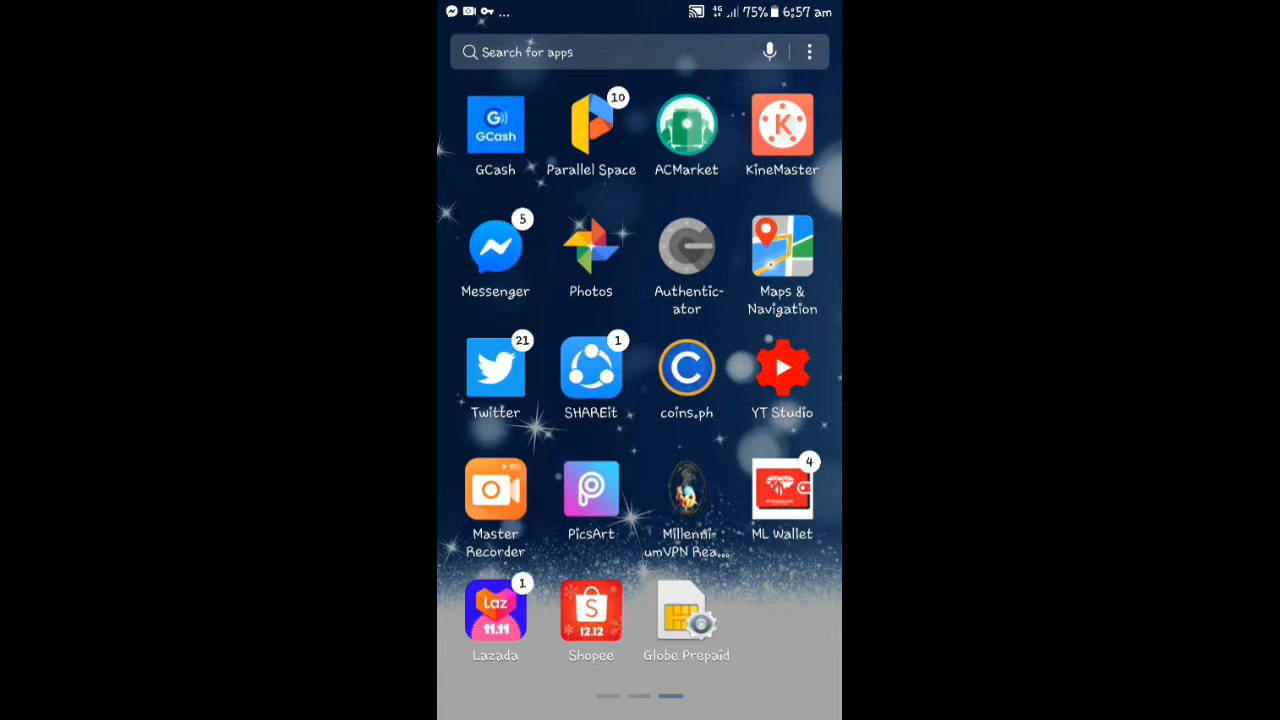 ... 4G 75% 6:57 am
Search for apps
GCash
10
Parallel Space
ACMarket
K
KineMaster
5
Messenger
Photos
Authentic-
ator
Maps &
Navigation
21
Twitter
1
SHAREit
C
coins.ph
YT Studio
REC
Master
Recorder
PicsArt
Millenni-
umVPN Rea...
4
ML Wallet
1
Laz
11.11
Lazada
S
12.12
Shopee
Globe Prepaid